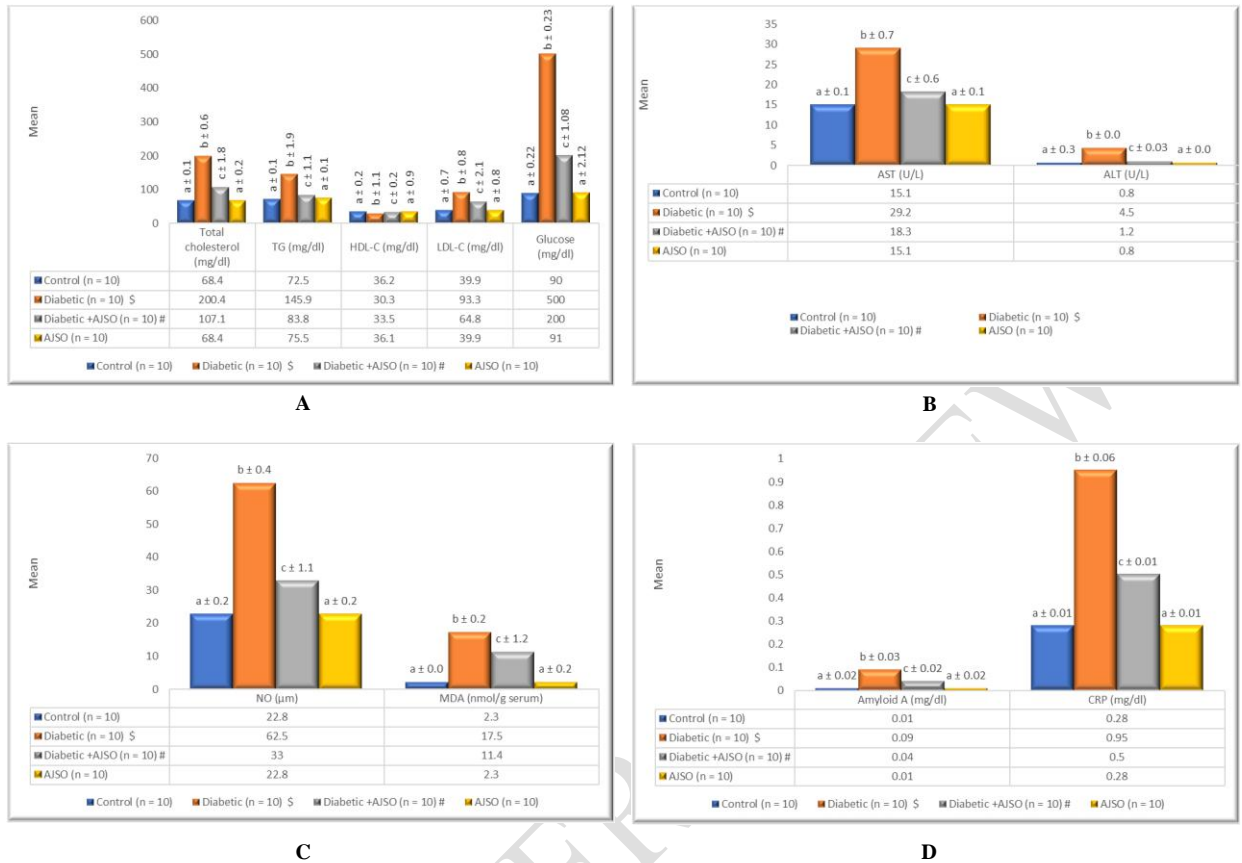 600
500
400
300
200
100
0
Mean
a ± 0.1
b ± 0.6
c ± 1.8
a ± 0.2
a ± 0.1
b ± 1.9
c ± 1.1
a ± 0.1
a ± 0.2
b ± 1.1
c ± 0.2
a ± 0.9
a ± 0.7
b ± 0.8
c ± 2.1
a ± 0.8
a ± 0.22
b ± 0.23
c ± 1.08
a ± 2.12
Total cholesterol (mg/dl) TG (mg/dl) HDL-C (mg/dl) LDL-C (mg/dl) Glucose (mg/dl)
Control (n = 10) 68.4 72.5 36.2 39.9 90
Diabetic (n = 10) $ 200.4 145.9 30.3 93.3 500
Diabetic +AJSO (n = 10) # 107.1 83.8 33.5 64.8 200
AJSO (n = 10) 68.4 75.5 36.1 39.9 91
Control (n = 10) Diabetic (n = 10) $ Diabetic +AJSO (n = 10) # AJSO (n = 10)
A
35
30
25
20
15
10
5
0
Mean
a ± 0.1
b ± 0.7
c ± 0.6
a ± 0.1
a ± 0.3
b ± 0.0
c ± 0.03
a ± 0.0
AST (U/L) ALT (U/L)
Control (n = 10) 15.1 0.8
Diabetic (n = 10) $ 29.2 4.5
Diabetic +AJSO (n = 10) # 18.3 1.2
AJSO (n = 10) 15.1 0.8
Control (n = 10) Diabetic (n = 10) $
Diabetic +AJSO (n = 10) # AJSO (n = 10)
B
70
60
50
40
30
20
10
0
Mean
a ± 0.2
b ± 0.4
c ± 1.1
a ± 0.2
a ± 0.0
b ± 0.2
c ± 1.2
a ± 0.2
NO (µm) MDA (nmol/g serum)
Control (n = 10) 22.8 2.3
Diabetic (n = 10) $ 62.5 17.5
Diabetic +AJSO (n = 10) # 33 11.4
AJSO (n = 10) 22.8 2.3
Control (n = 10) Diabetic (n = 10) $ Diabetic +AJSO (n = 10) # AJSO (n = 10)
C
1
0.9
0.8
0.7
0.6
0.5
0.4
0.3
0.2
0.1
0
Mean
a ± 0.02
b ± 0.03
c ± 0.02
a ± 0.02
a ± 0.01
b ± 0.06
c ± 0.01
a ± 0.01
Amyloid A (mg/dl) CRP (mg/dl)
Control (n = 10) 0.01 0.28
Diabetic (n = 10) $ 0.09 0.95
Diabetic +AJSO (n = 10) # 0.04 0.5
AJSO (n = 10) 0.01 0.28
Control (n = 10) Diabetic (n = 10) $ Diabetic +AJSO (n = 10) # AJSO (n = 10)
D